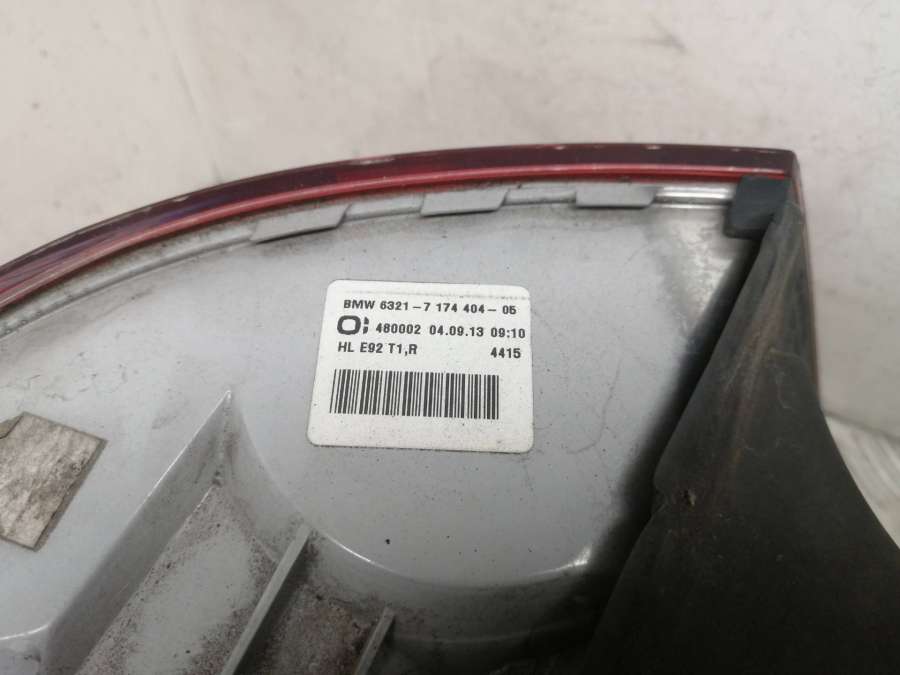 BMW 6321-7 174 404-05
480002 04.09.13 09:10
HL E92 T1,R 4415